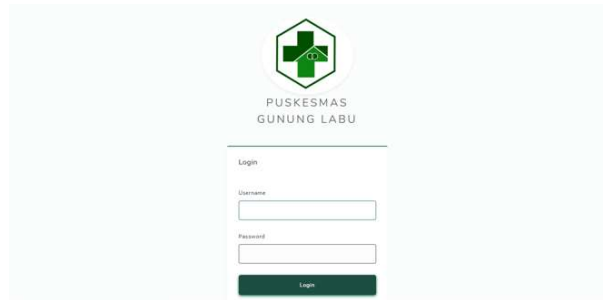 PUSKESMAS
GUNUNG LABU
Login
Username
Password
Login